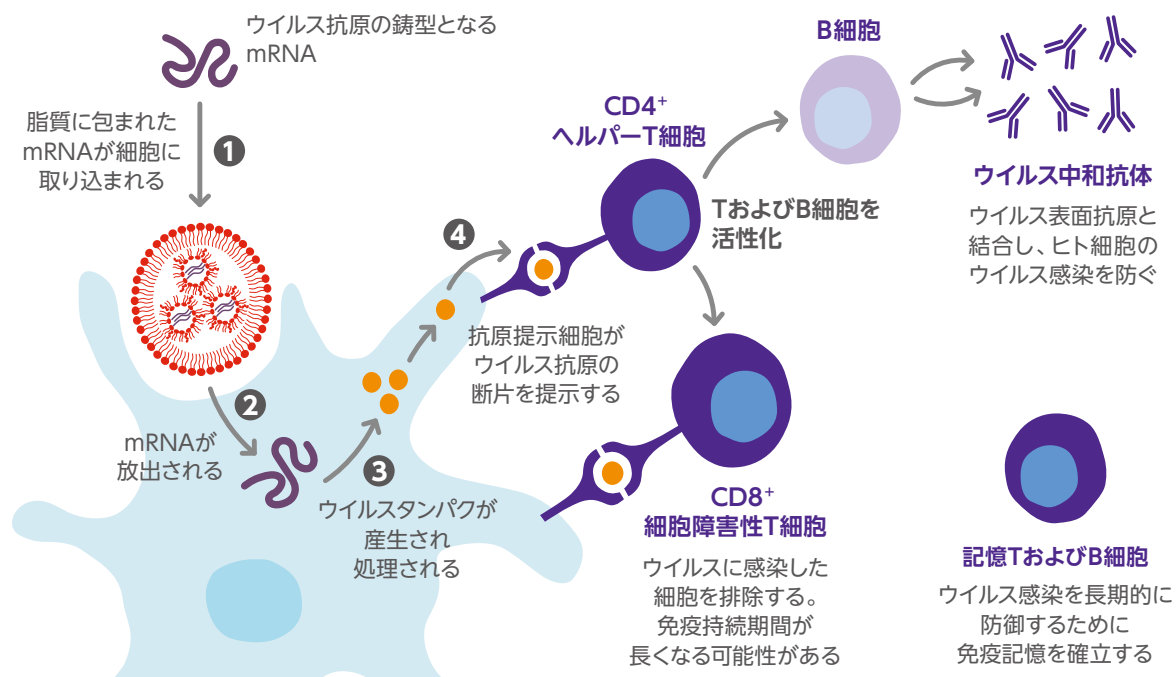 ウイルス抗原の鋳型となる
mRNA
脂質に包まれた
mRNAが細胞に
取り込まれる
1
2
mRNAが
放出される
3
ウイルスタンパクが
産生され
処理される
4
抗原提示細胞が
ウイルス抗原の
断片を提示する
CD4⁺
ヘルパーT細胞
TおよびB細胞を
活性化
B細胞
ウイルス中和抗体
ウイルス表面抗原と
結合し、ヒト細胞の
ウイルス感染を防ぐ
CD8⁺
細胞障害性T細胞
ウイルスに感染した
細胞を排除する。
免疫持続期間が
長くなる可能性がある
記憶TおよびB細胞
ウイルス感染を長期的に
防御するために
免疫記憶を確立する